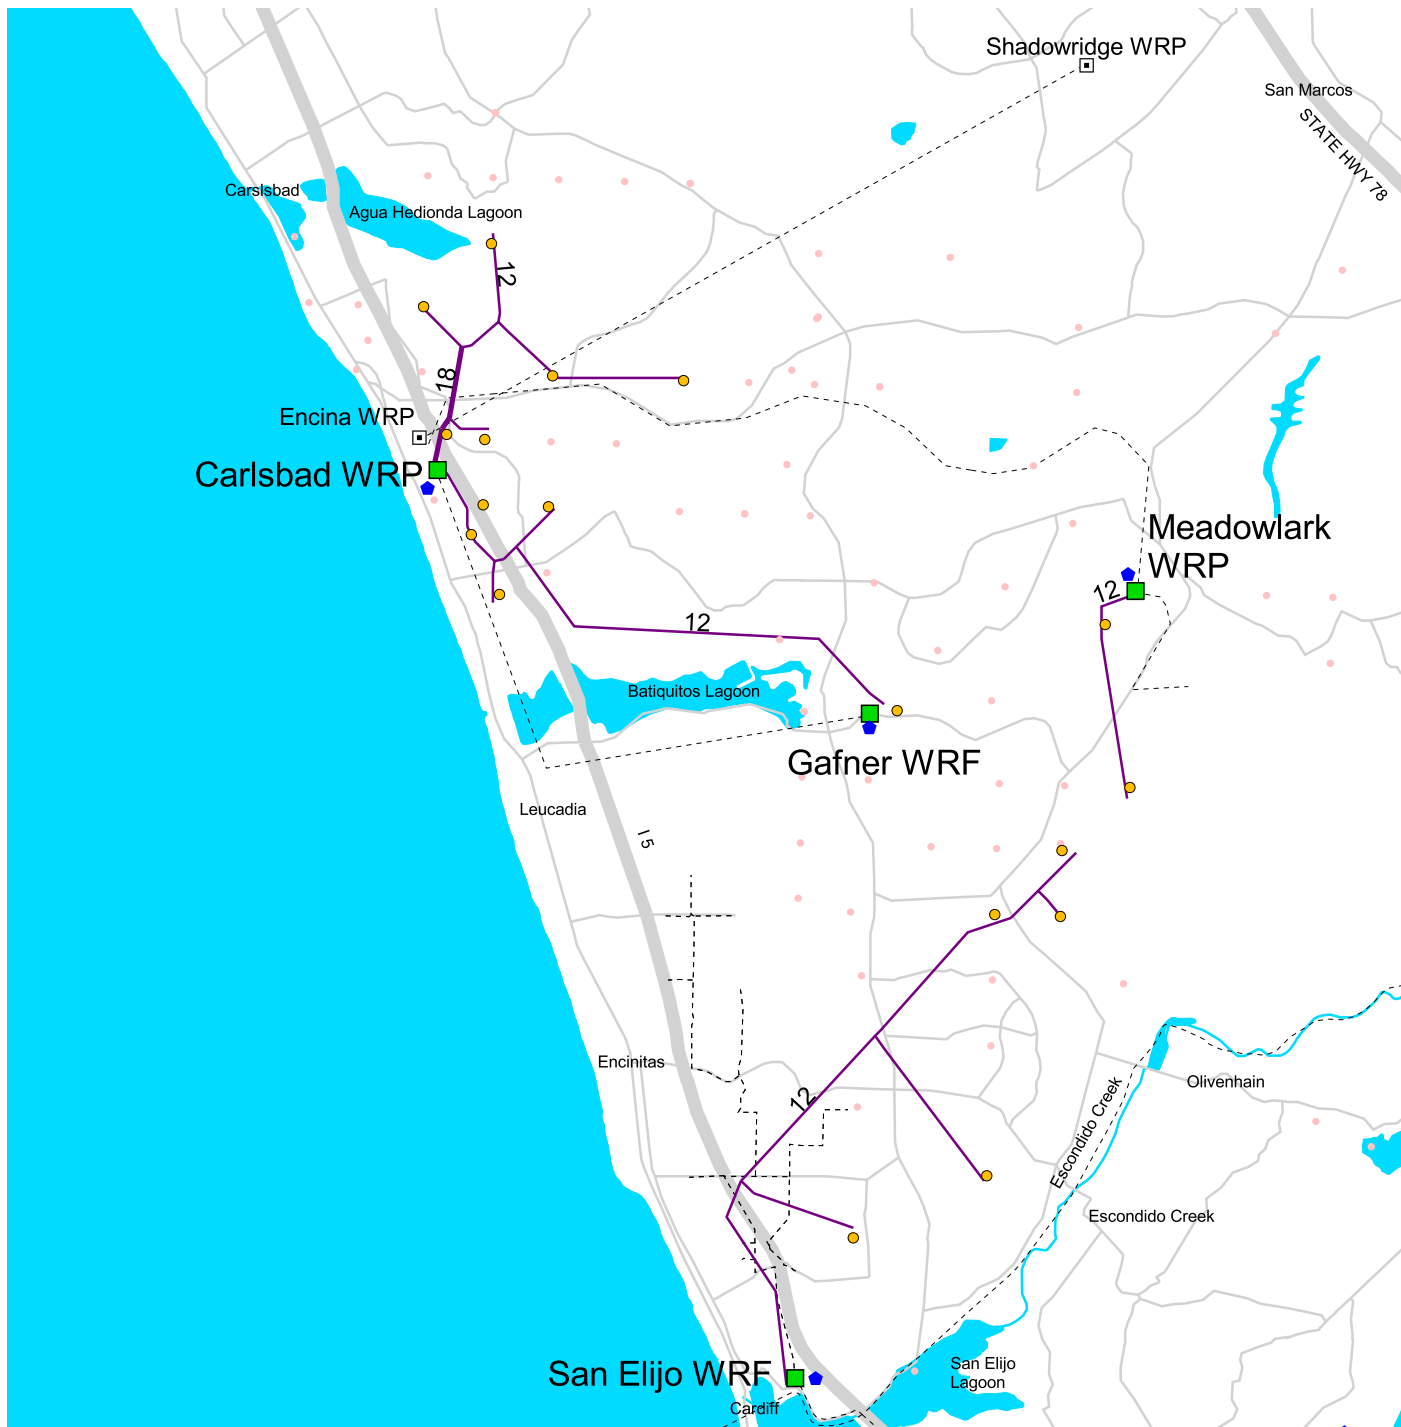 Shadowridge WRP
San Marcos
STATE HWY 78
Carslsbad
Agua Hedionda Lagoon
12
18
Encina WRP
Carlsbad WRP
Meadowlark
WRP
12
12
Batiquitos Lagoon
Gafner WRF
Leucadia
I 5
Encinitas
12
Olivenhain
Escondido Creek
Escondido Creek
San Elijo WRF
San Elijo
Lagoon
Cardiff